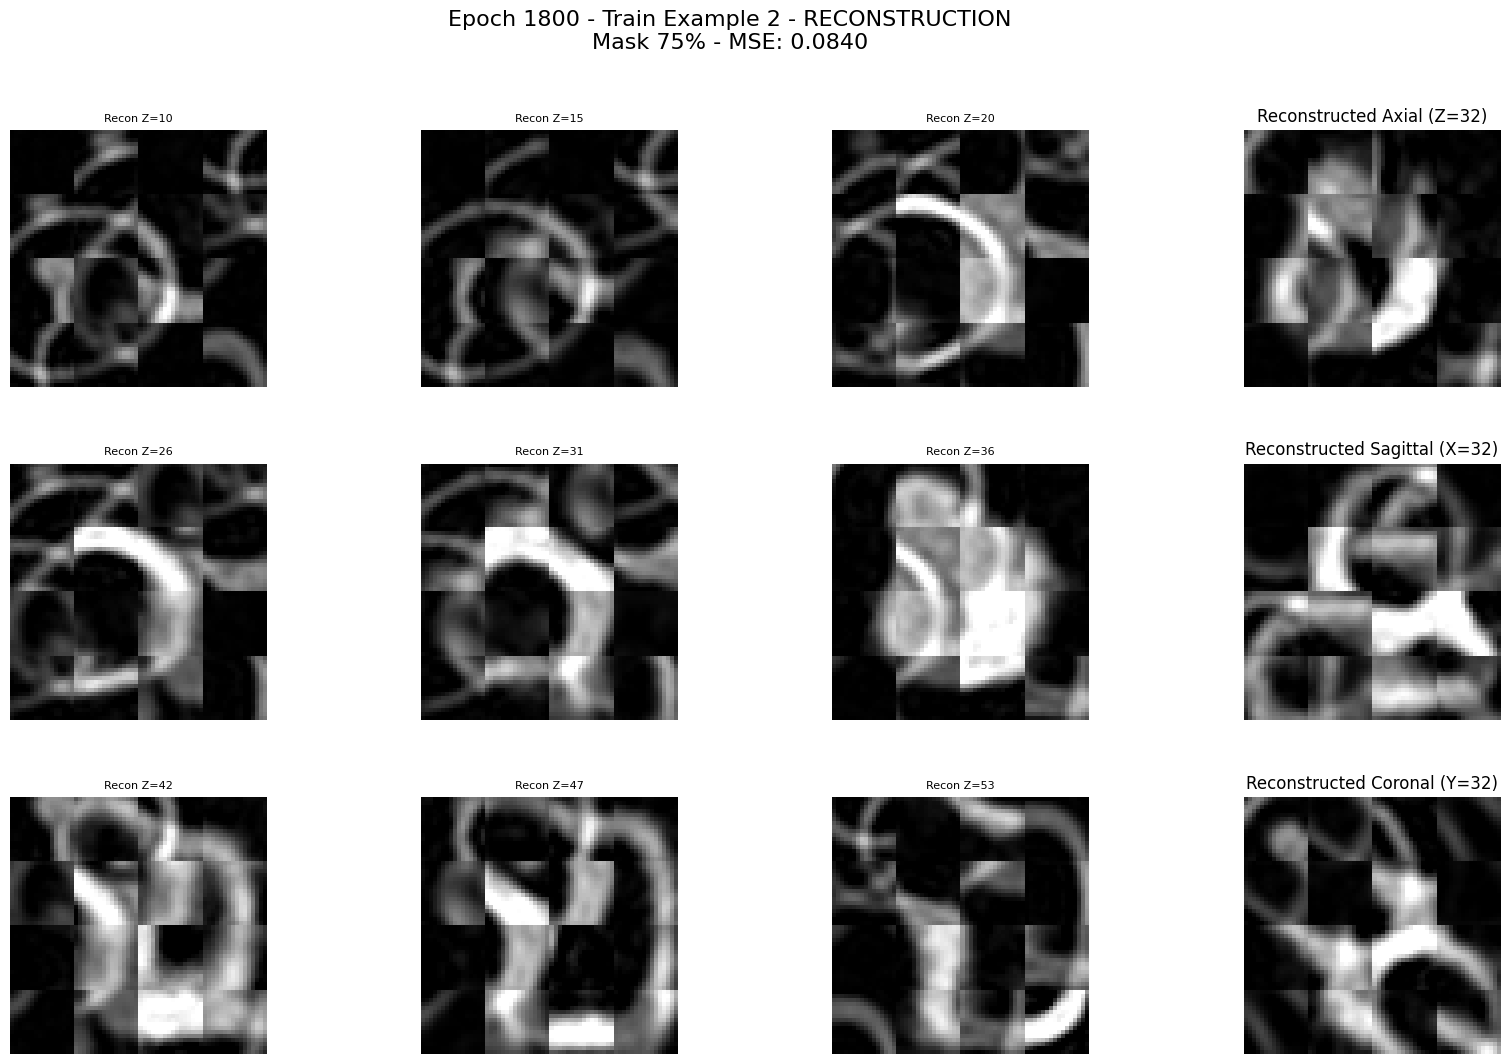 Epoch 1800 - Train Example 2 - RECONSTRUCTION
Mask 75% - MSE: 0.0840
Recon Z=10
Recon Z=15
Recon Z=20
Reconstructed Axial (Z=32)
Recon Z=26
Recon Z=31
Recon Z=36
Reconstructed Sagittal (X=32)
Recon Z=42
Recon Z=47
Recon Z=53
Reconstructed Coronal (Y=32)